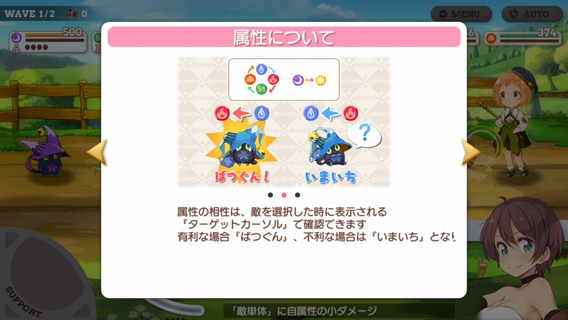 WAVE 1/2
MENU
AUTO
500
374
属性について
ばつぐん！
いまいち
?
属性の相性は、敵を選択した時に表示される
「ターゲットカーソル」で確認できます
有利な場合『ばつぐん』、不利な場合は『いまいち』となり
SUPPORT
「敵単体」に自属性の小ダメージ